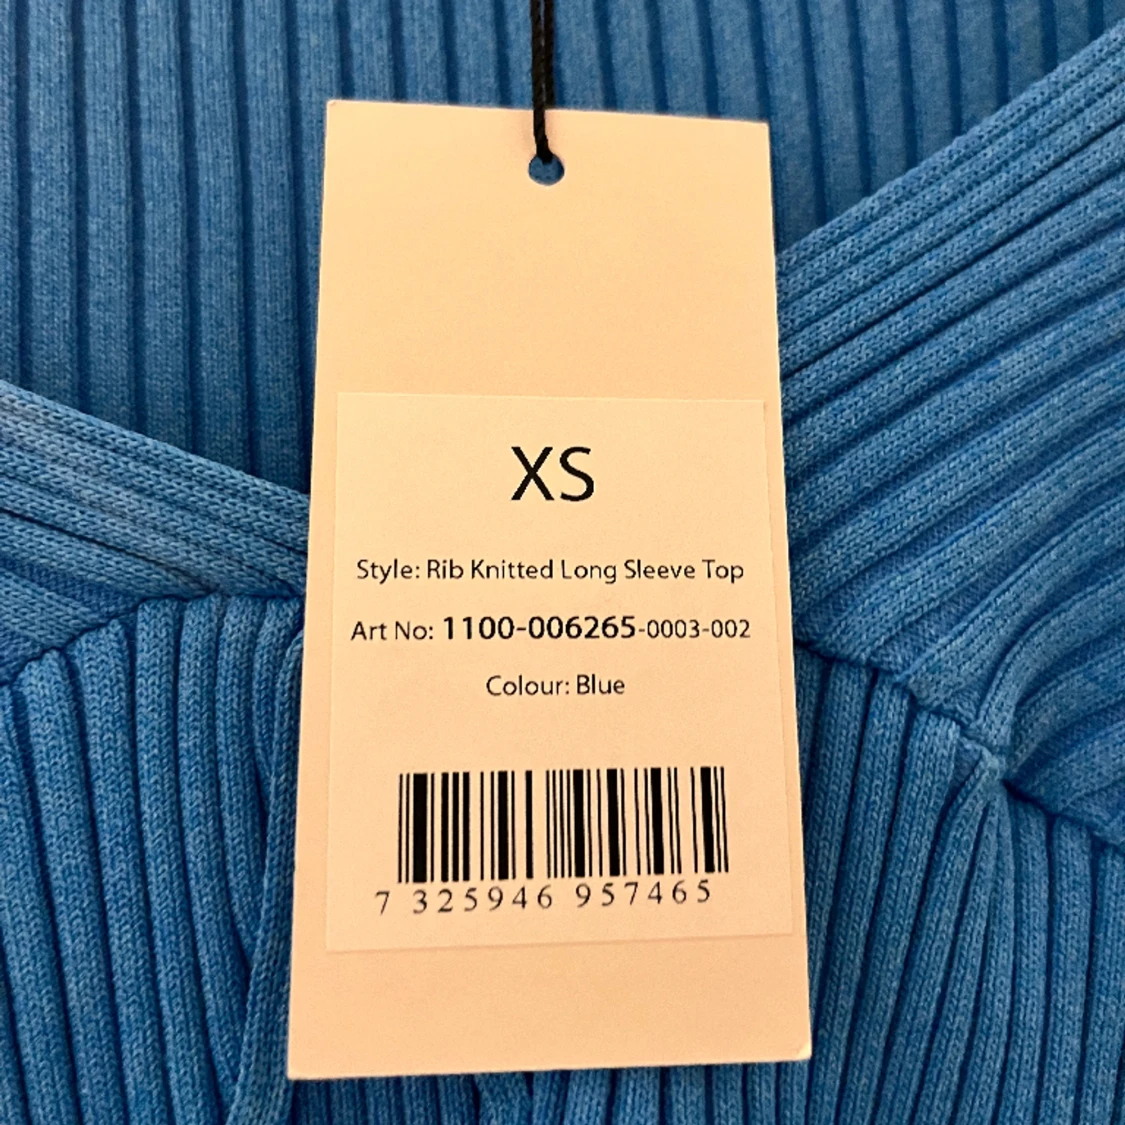 XS
Style: Rib Knitted Long Sleeve Top
Art No: 1100-006265-0003-002
Colour: Blue
7 325946 957465